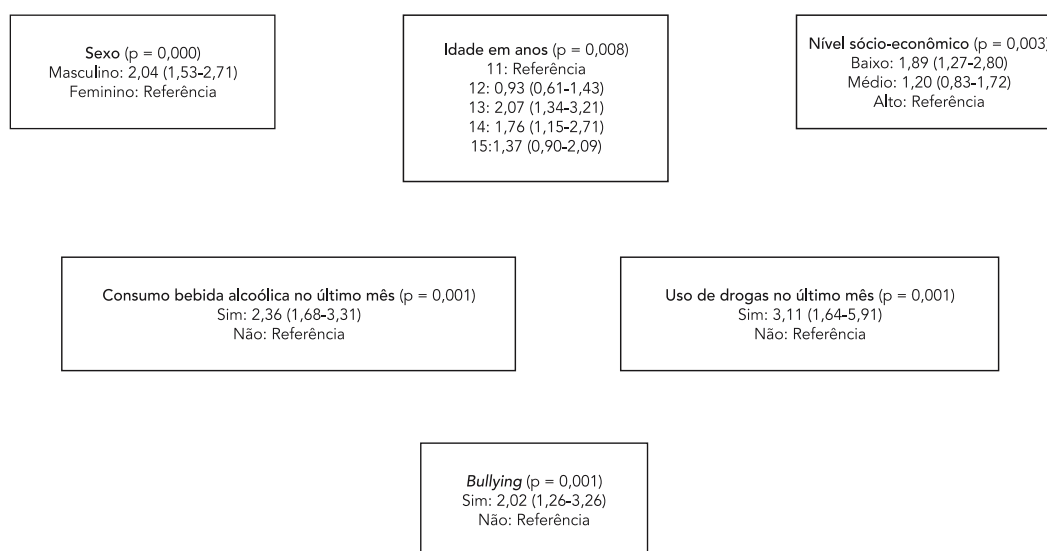 Sexo (p = 0,000)
Masculino: 2,04 (1,53-2,71)
Feminino: Referência
Idade em anos (p = 0,008)
11: Referência
12: 0,93 (0,61-1,43)
13: 2,07 (1,34-3,21)
14: 1,76 (1,15-2,71)
15:1,37 (0,90-2,09)
Nível sócio-econômico (p = 0,003)
Baixo: 1,89 (1,27-2,80)
Médio: 1,20 (0,83-1,72)
Alto: Referência
Consumo bebida alcoólica no último mês (p = 0,001)
Sim: 2,36 (1,68-3,31)
Não: Referência
Uso de drogas no último mês (p = 0,001)
Sim: 3,11 (1,64-5,91)
Não: Referência
Bullying (p = 0,001)
Sim: 2,02 (1,26-3,26)
Não: Referência